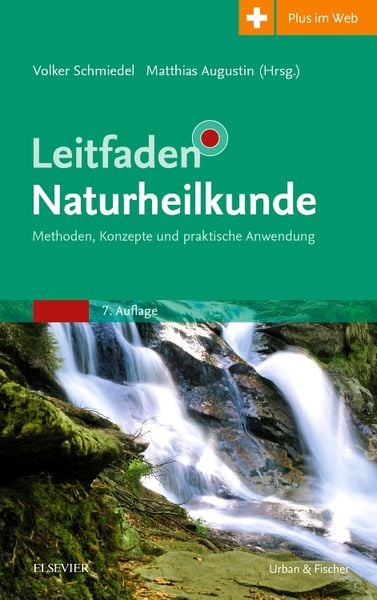 Plus im Web
Volker Schmiedel   Matthias Augustin (Hrsg.)
Leitfaden
Naturheilkunde
Methoden, Konzepte und praktische Anwendung
7. Auflage
ELSEVIER
Urban & Fischer